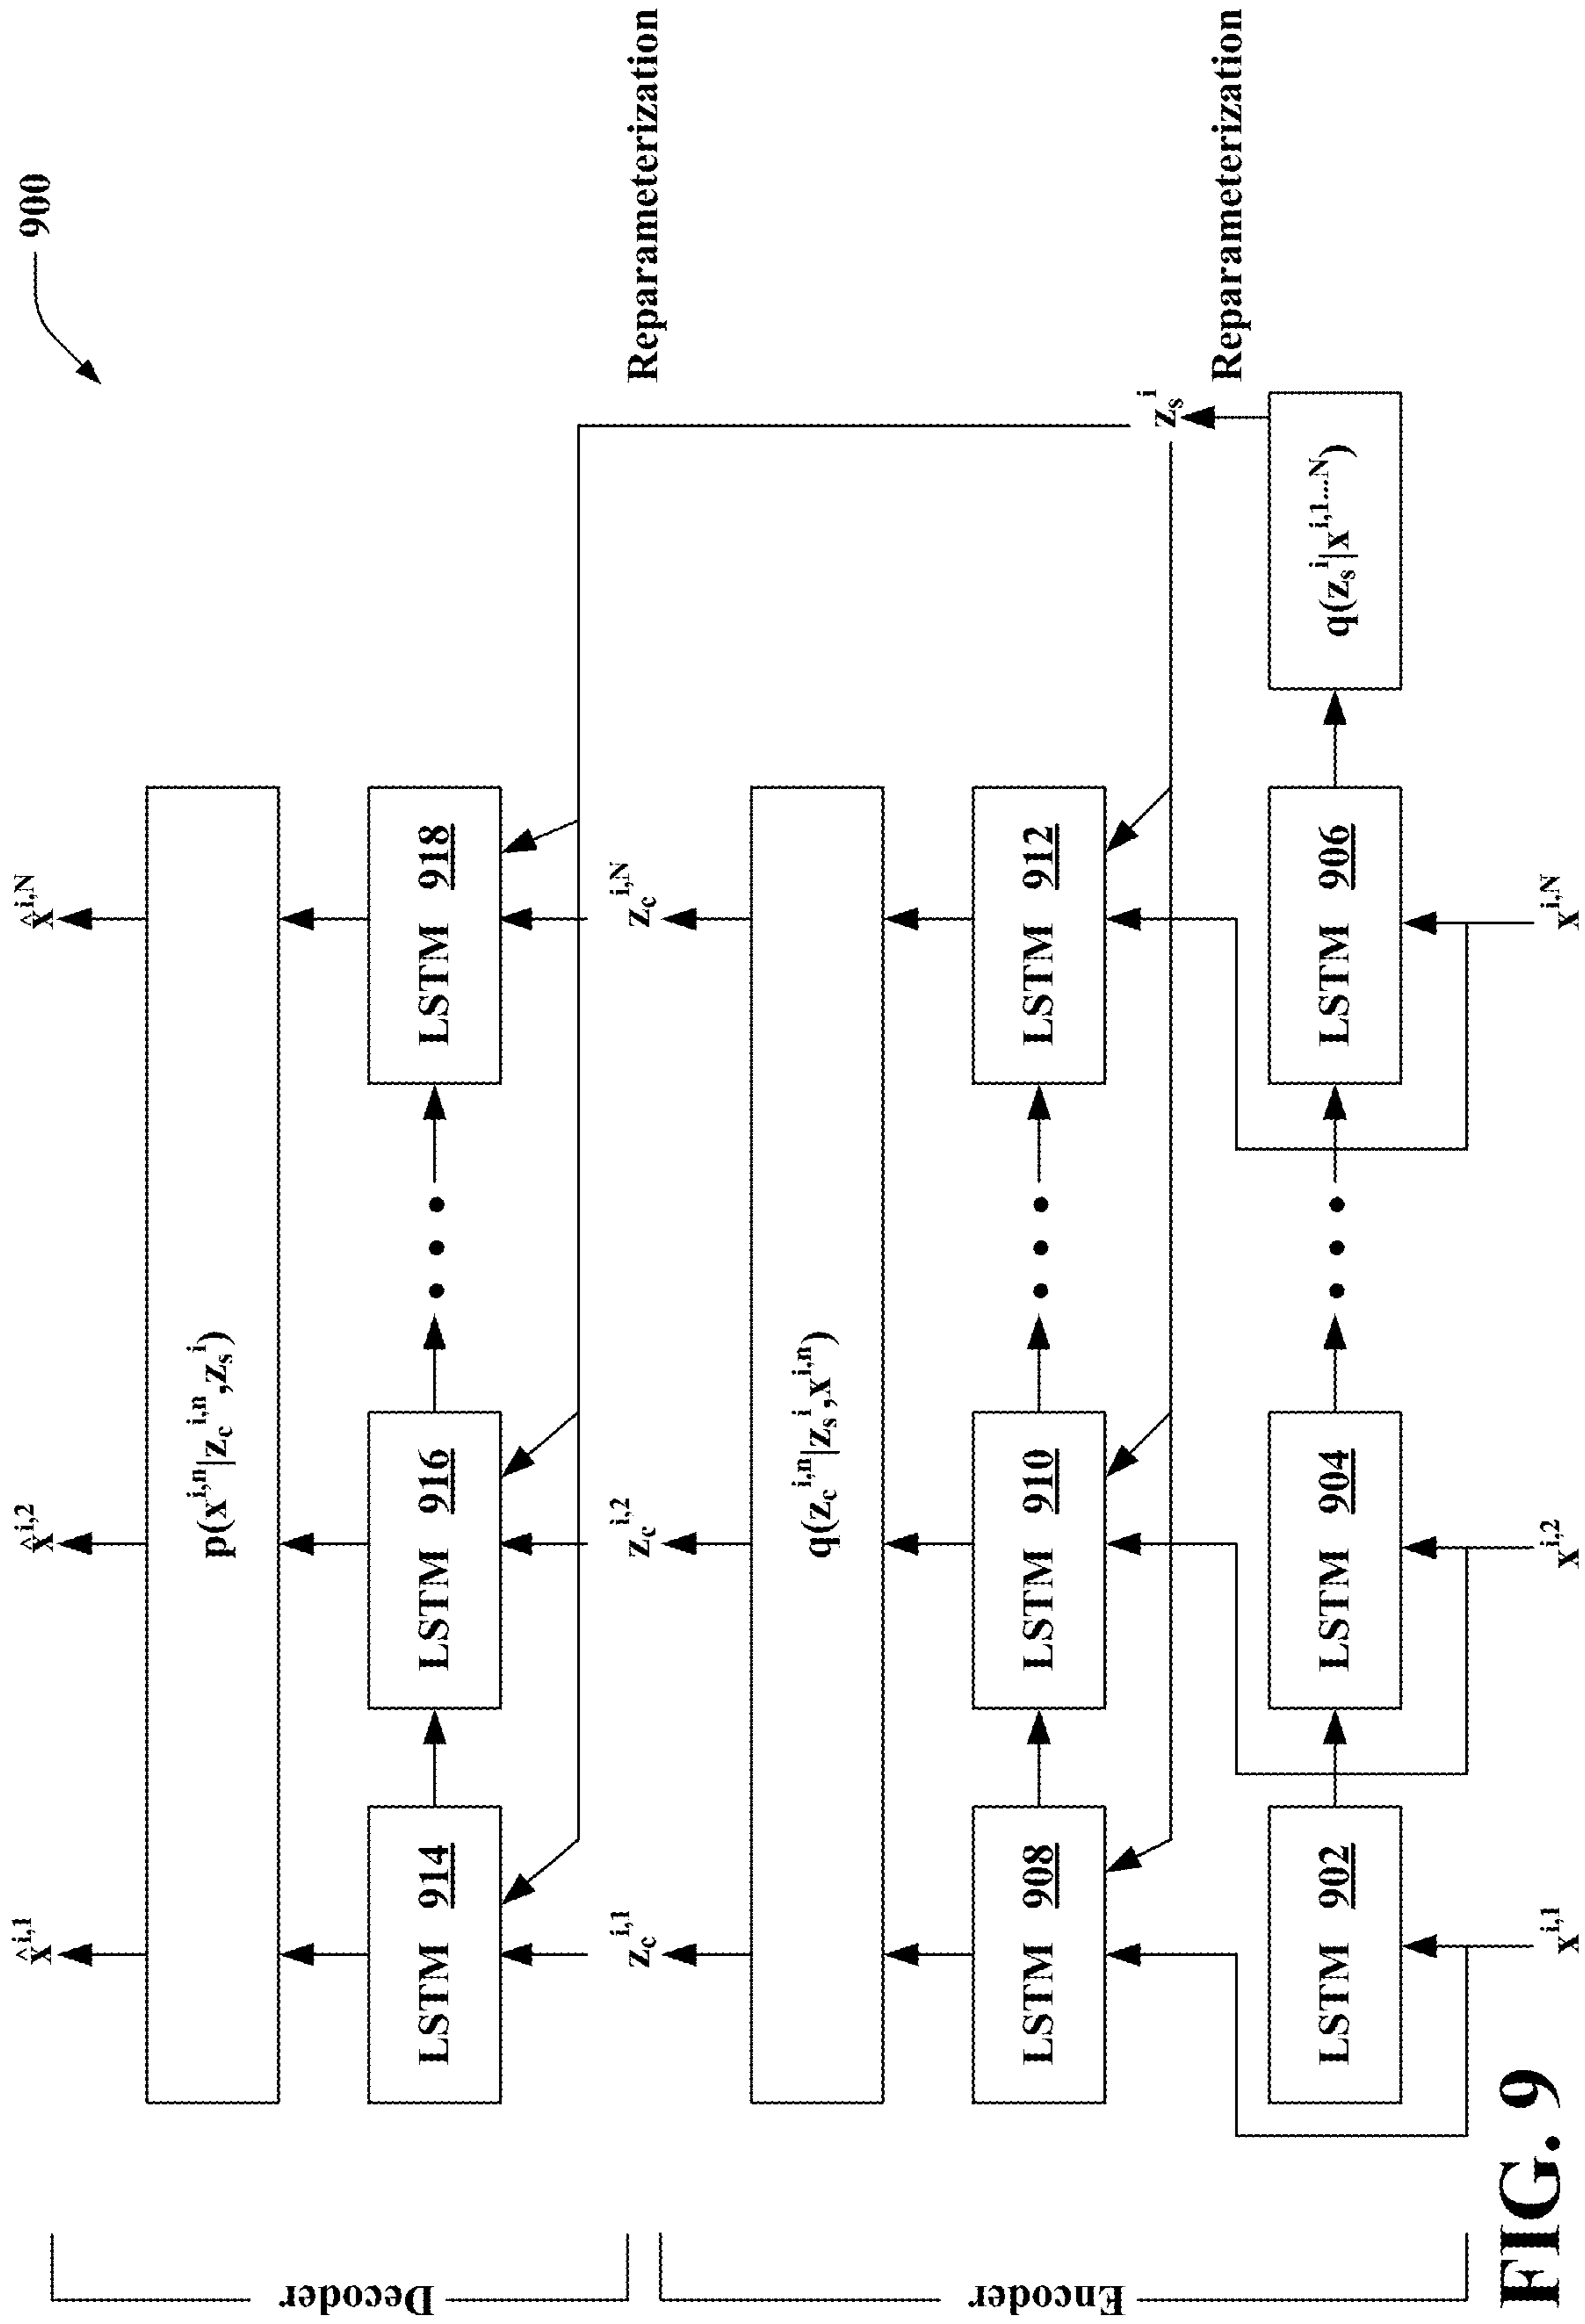 900
Decoder
x̂^{i,1}
x̂^{i,2}
x̂^{i,N}
p(x^{i,n}|z_c^{i,n},z_s^i)
LSTM 914
LSTM 916
LSTM 918
z_c^{i,1}
z_c^{i,2}
z_c^{i,N}
Reparameterization
Encoder
q(z_c^{i,n}|z_s^i,x^{i,n})
LSTM 908
LSTM 910
LSTM 912
z_s^i
Reparameterization
LSTM 902
LSTM 904
LSTM 906
q(z_s^i|x^{i,1...N})
x^{i,1}
x^{i,2}
x^{i,N}
FIG. 9